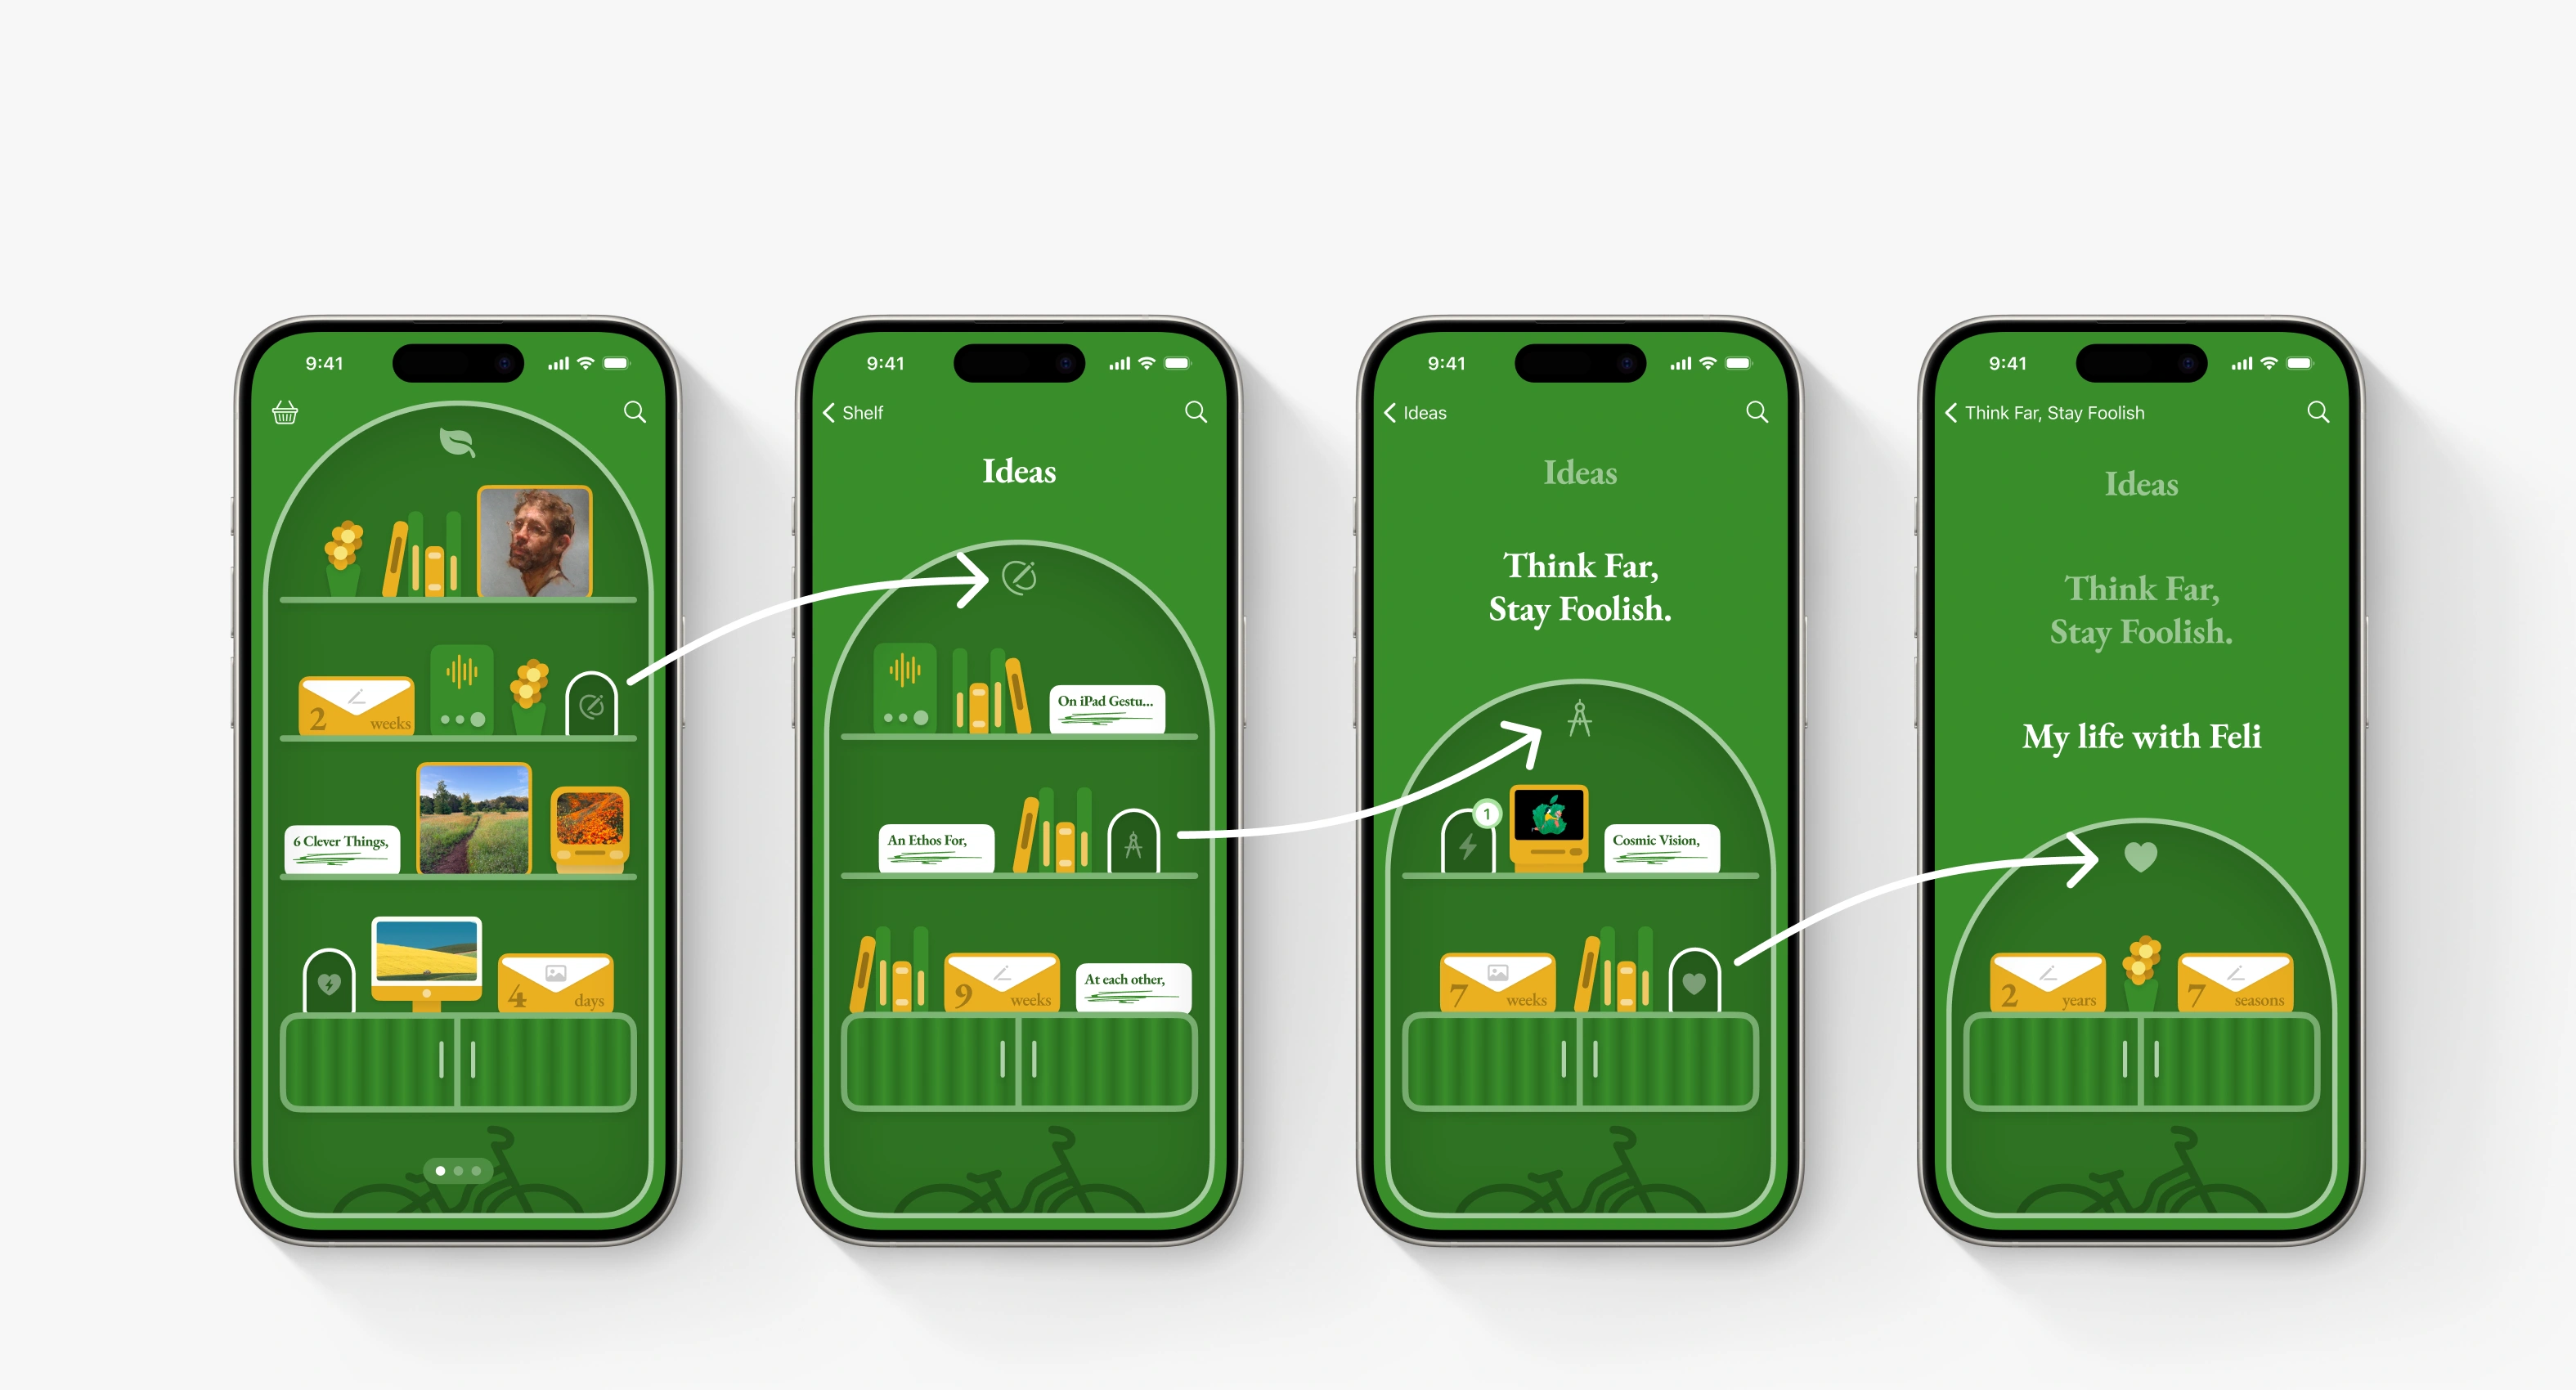 9:41
2 weeks
6 Clever Things,
4 days
9:41
Shelf
Ideas
On iPad Gestu...
An Ethos For,
9 weeks
At each other,
9:41
Ideas
Ideas
Think Far,
Stay Foolish.
1
Cosmic Vision,
7 weeks
9:41
Think Far, Stay Foolish
Ideas
Think Far,
Stay Foolish.
My life with Feli
2 years
7 seasons